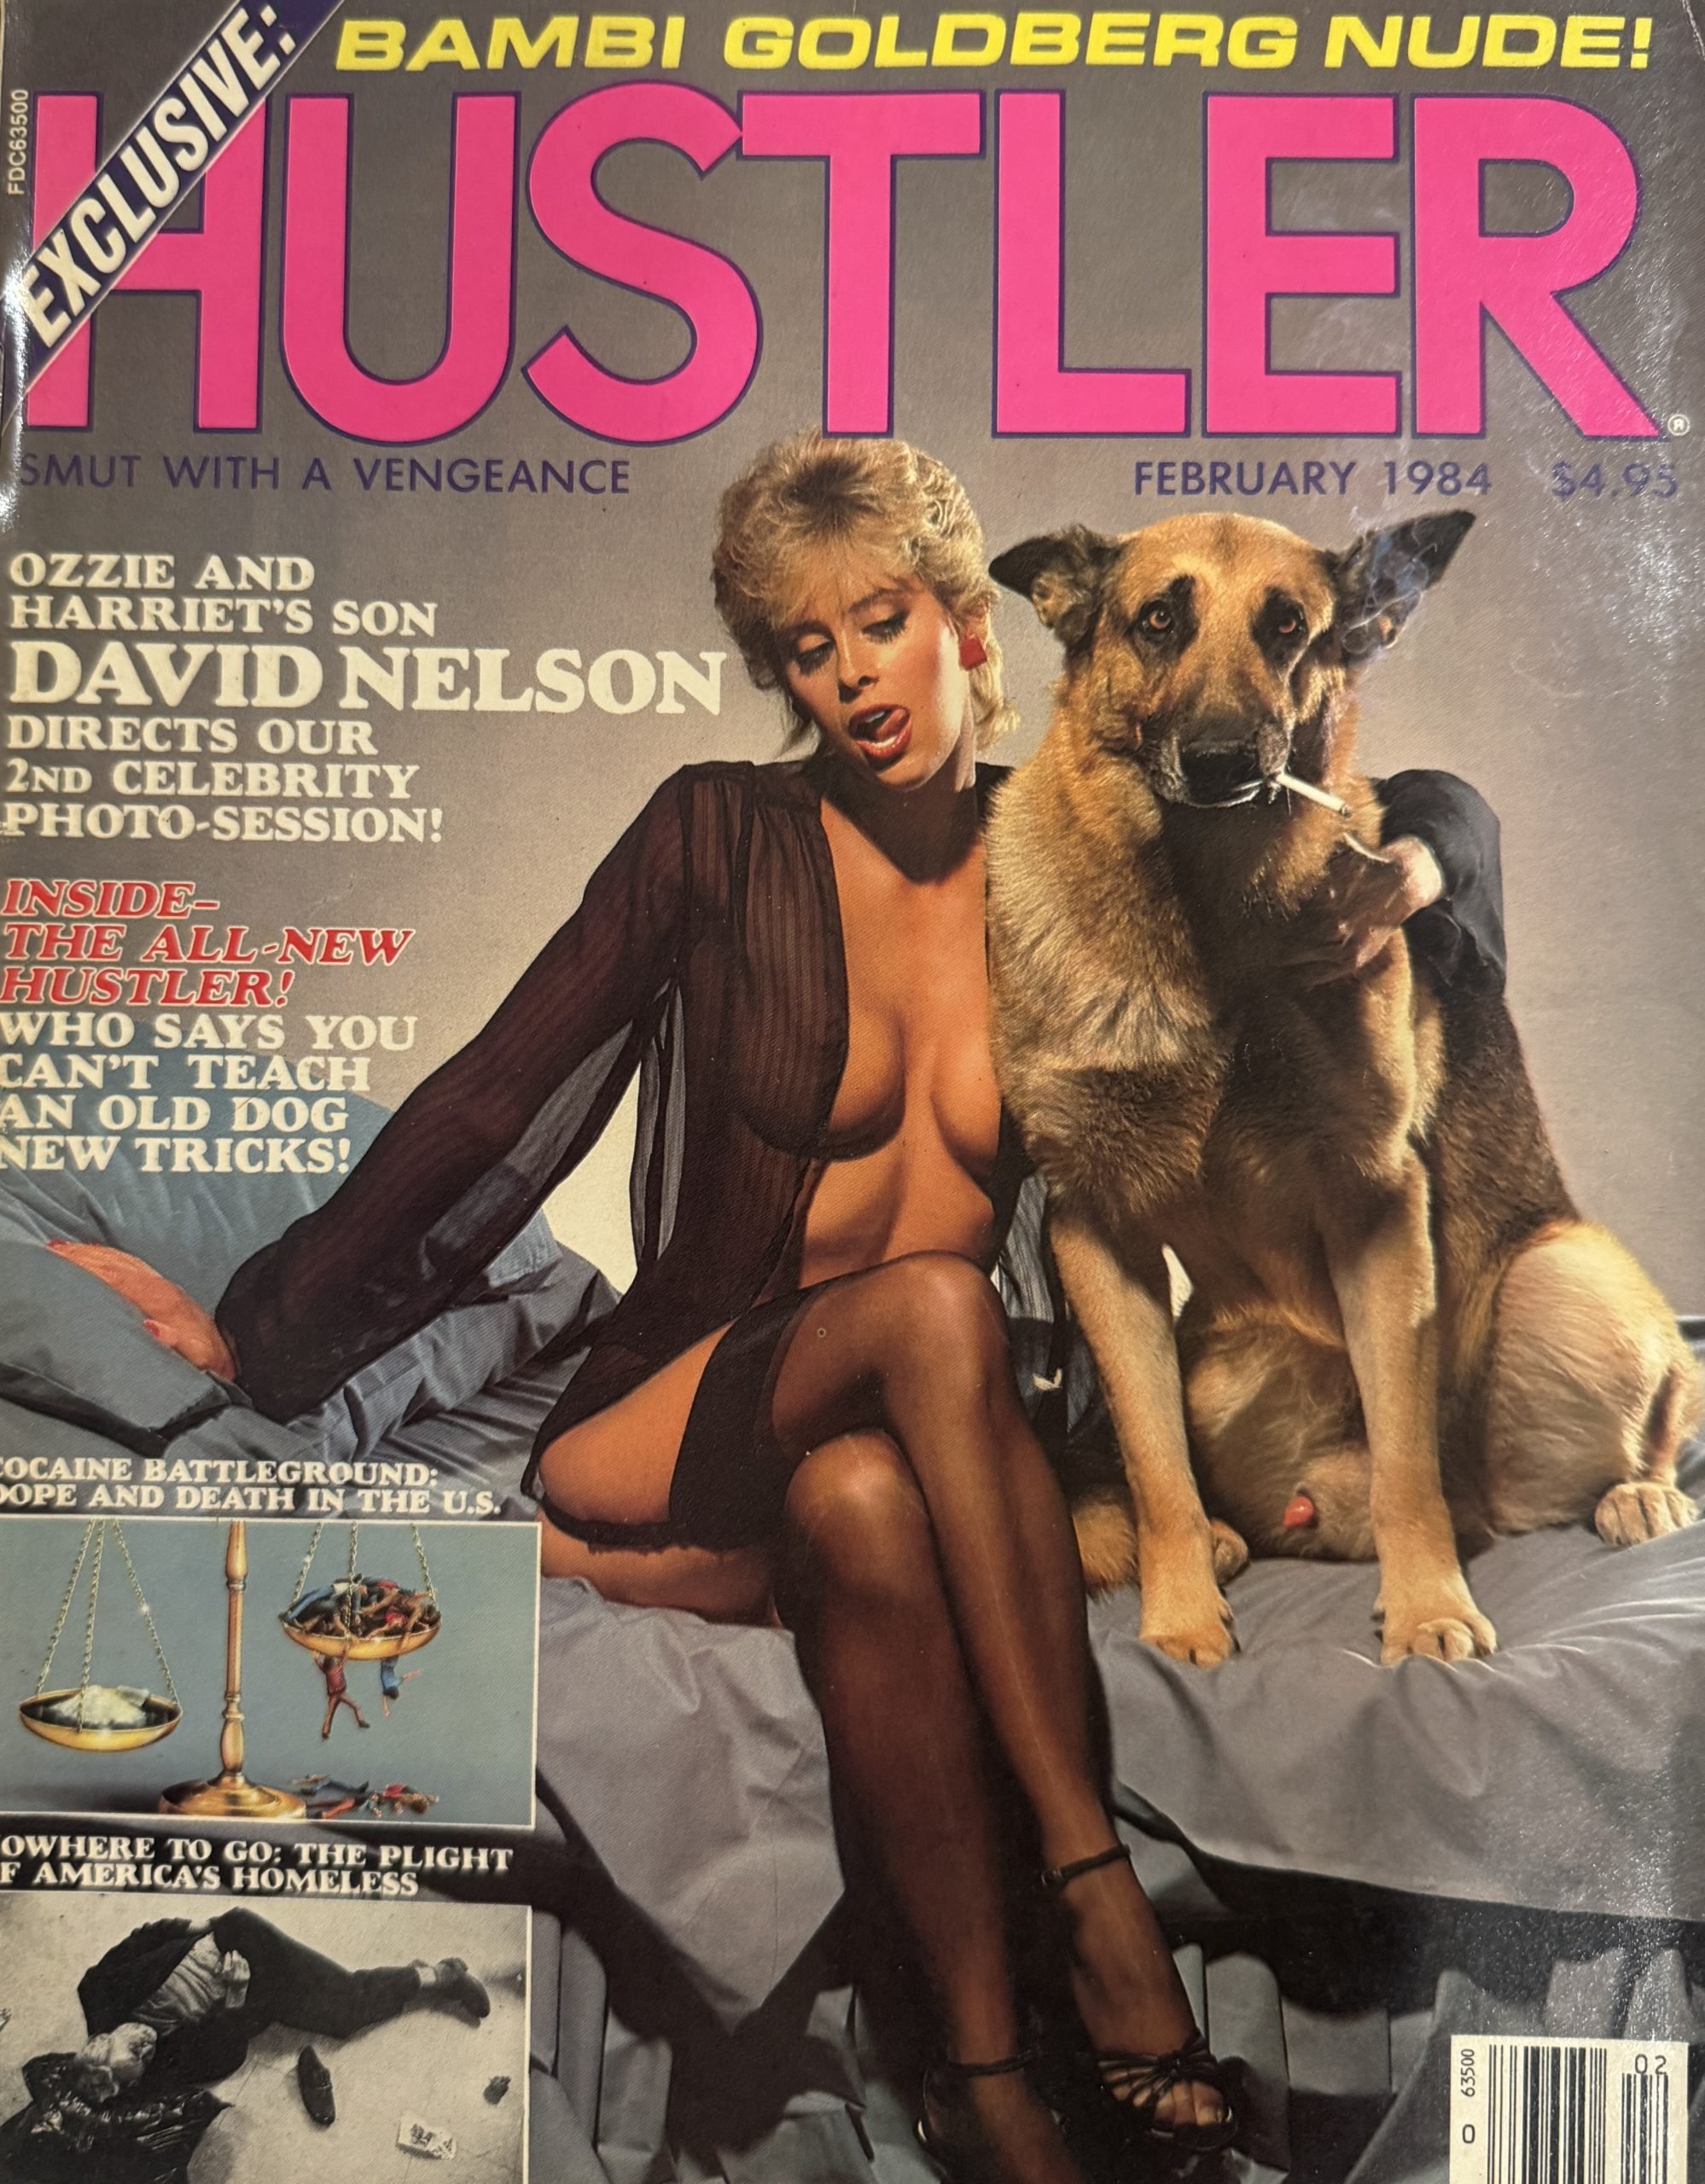 EXCLUSIVE:
BAMBI GOLDBERG NUDE!
FDC63500
HUSTLER®
SMUT WITH A VENGEANCE
FEBRUARY 1984 $4.95
OZZIE AND
HARRIET'S SON
DAVID NELSON
DIRECTS OUR
2ND CELEBRITY
PHOTO-SESSION!
INSIDE–
THE ALL-NEW
HUSTLER!
WHO SAYS YOU
CAN'T TEACH
AN OLD DOG
NEW TRICKS!
COCAINE BATTLEGROUND:
DOPE AND DEATH IN THE U.S.
OWHERE TO GO: THE PLIGHT
F AMERICA'S HOMELESS
0 63500
02